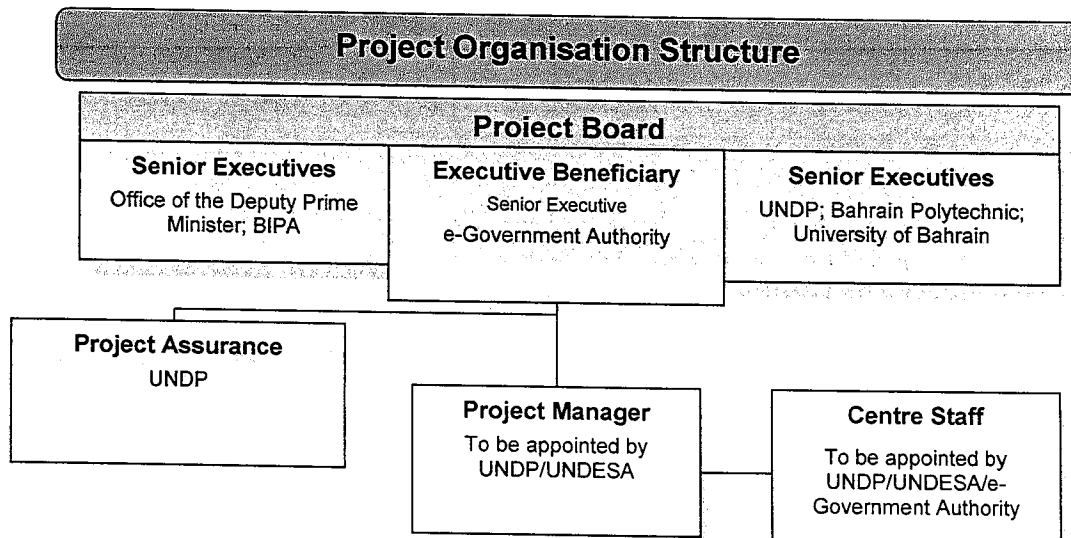 Project Organisation Structure
Project Board
Senior Executives
Office of the Deputy Prime
Minister; BIPA
Executive Beneficiary
Senior Executive
e-Government Authority
Senior Executives
UNDP; Bahrain Polytechnic;
University of Bahrain
Project Assurance
UNDP
Project Manager
To be appointed by
UNDP/UNDESA
Centre Staff
To be appointed by
UNDP/UNDESA/e-
Government Authority